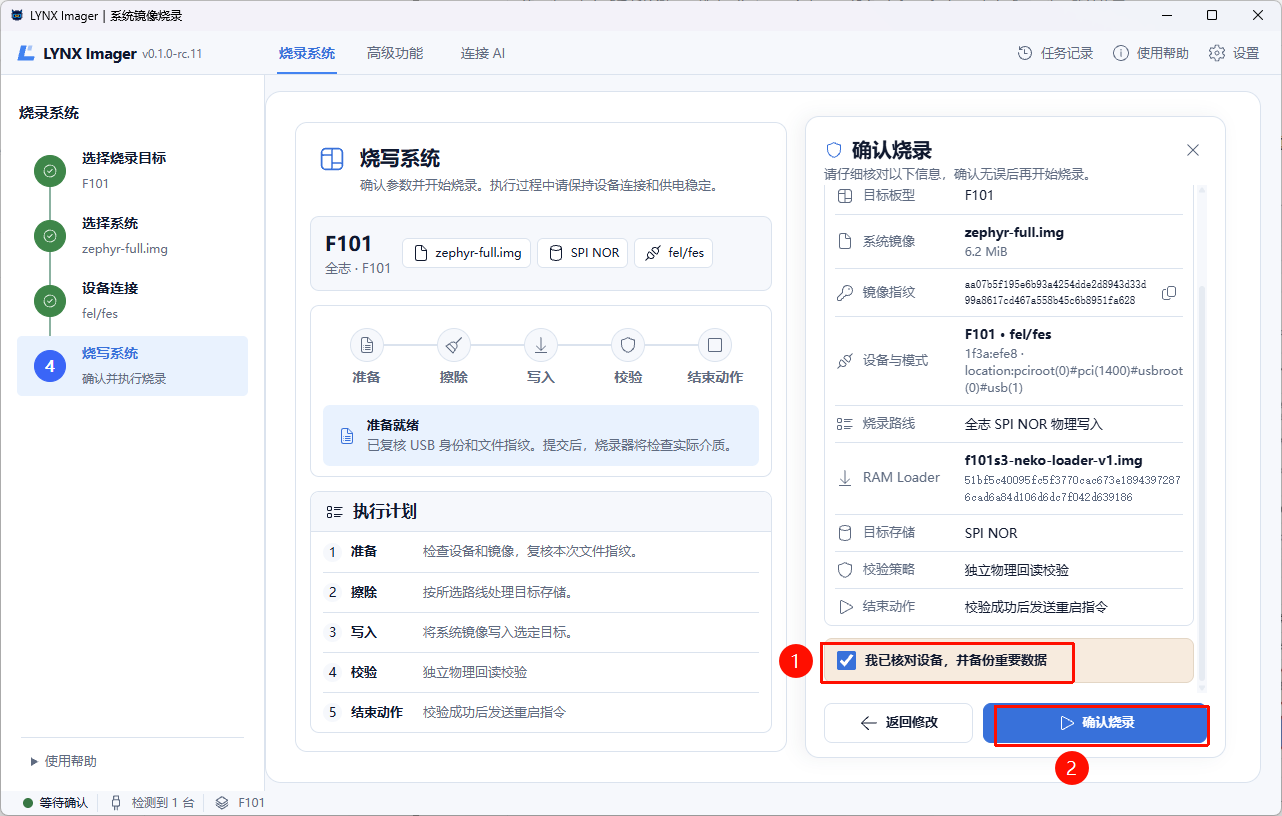 LYNX Imager | 系统镜像烧录
LYNX Imager v0.1.0-rc.11
烧录系统
高级功能
连接 AI
任务记录
使用帮助
设置
烧录系统
选择烧录目标
F101
选择系统
zephyr-full.img
设备连接
fel/fes
4
烧写系统
确认并执行烧录
使用帮助
烧写系统
确认参数并开始烧录。执行过程中请保持设备连接和供电稳定。
F101
全志 · F101
zephyr-full.img
SPI NOR
fel/fes
准备
擦除
写入
校验
结束动作
准备就绪
已复核 USB 身份和文件指纹。提交后，烧录器将检查实际介质。
执行计划
1 准备 检查设备和镜像，复核本次文件指纹。
2 擦除 按所选路线处理目标存储。
3 写入 将系统镜像写入选定目标。
4 校验 独立物理回读校验
5 结束动作 校验成功后发送重启指令
确认烧录
请仔细核对以下信息，确认无误后再开始烧录。
目标板型 F101
系统镜像 zephyr-full.img
6.2 MiB
镜像指纹 aa07b5f195e6b93a4254dde2d8943d33d
99a8617cd467a558b45c6b8951fa628
设备与模式 F101 • fel/fes
1f3a:efe8 ·
location:pciroot(0)#pci(1400)#usbroot
(0)#usb(1)
烧录路线 全志 SPI NOR 物理写入
RAM Loader f101s3-neko-loader-v1.img
51bf5c40095fc5f3770cac673e1894397287
6cad6a84d106d6dc7f042d639186
目标存储 SPI NOR
校验策略 独立物理回读校验
结束动作 校验成功后发送重启指令
1
我已核对设备，并备份重要数据
返回修改
确认烧录
2
等待确认
检测到 1 台
F101